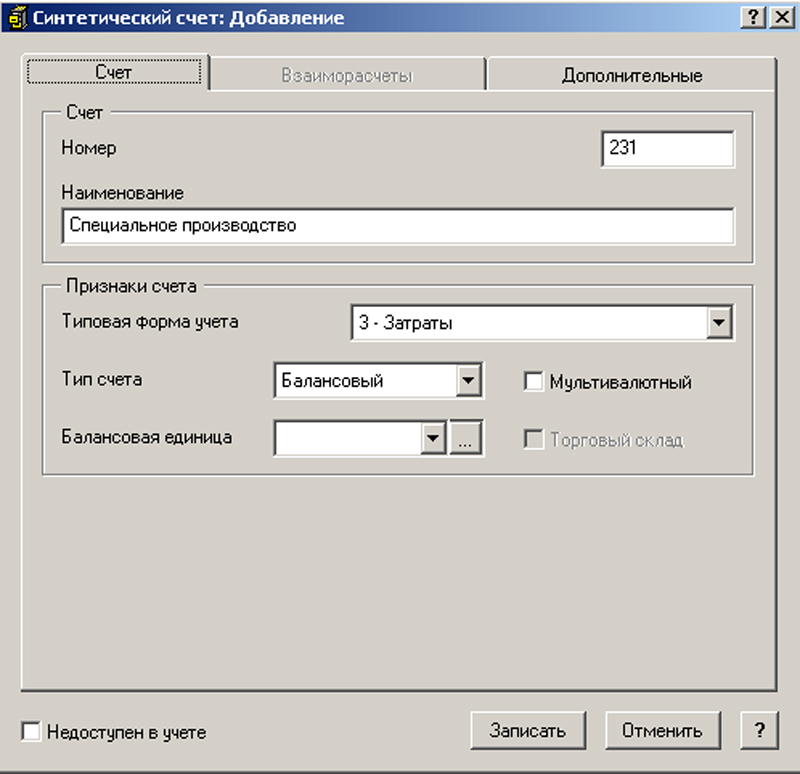 Синтетический счет: Добавление
?
Счет Взаиморасчеты Дополнительные
Счет
Номер 231
Наименование
Специальное производство
Признаки счета
Типовая форма учета 3 - Затраты
Тип счета Балансовый Мультивалютный
Балансовая единица ... Торговый склад
Недоступен в учете Записать Отменить ?